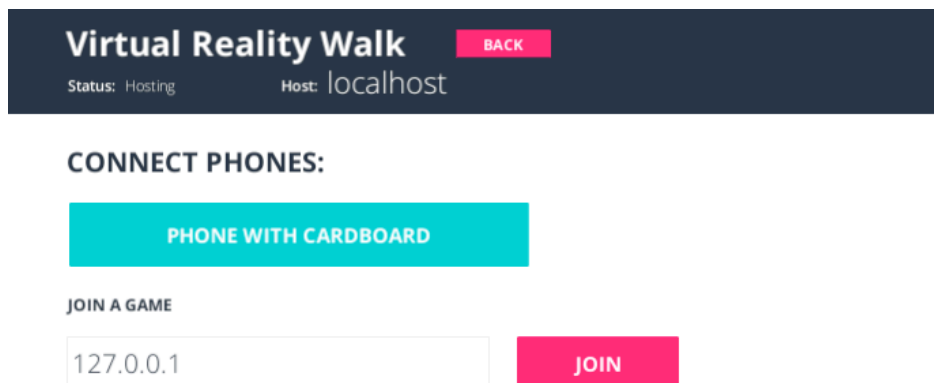 Virtual Reality Walk BACK
Status: Hosting Host: localhost
CONNECT PHONES:
PHONE WITH CARDBOARD
JOIN A GAME
127.0.0.1 JOIN